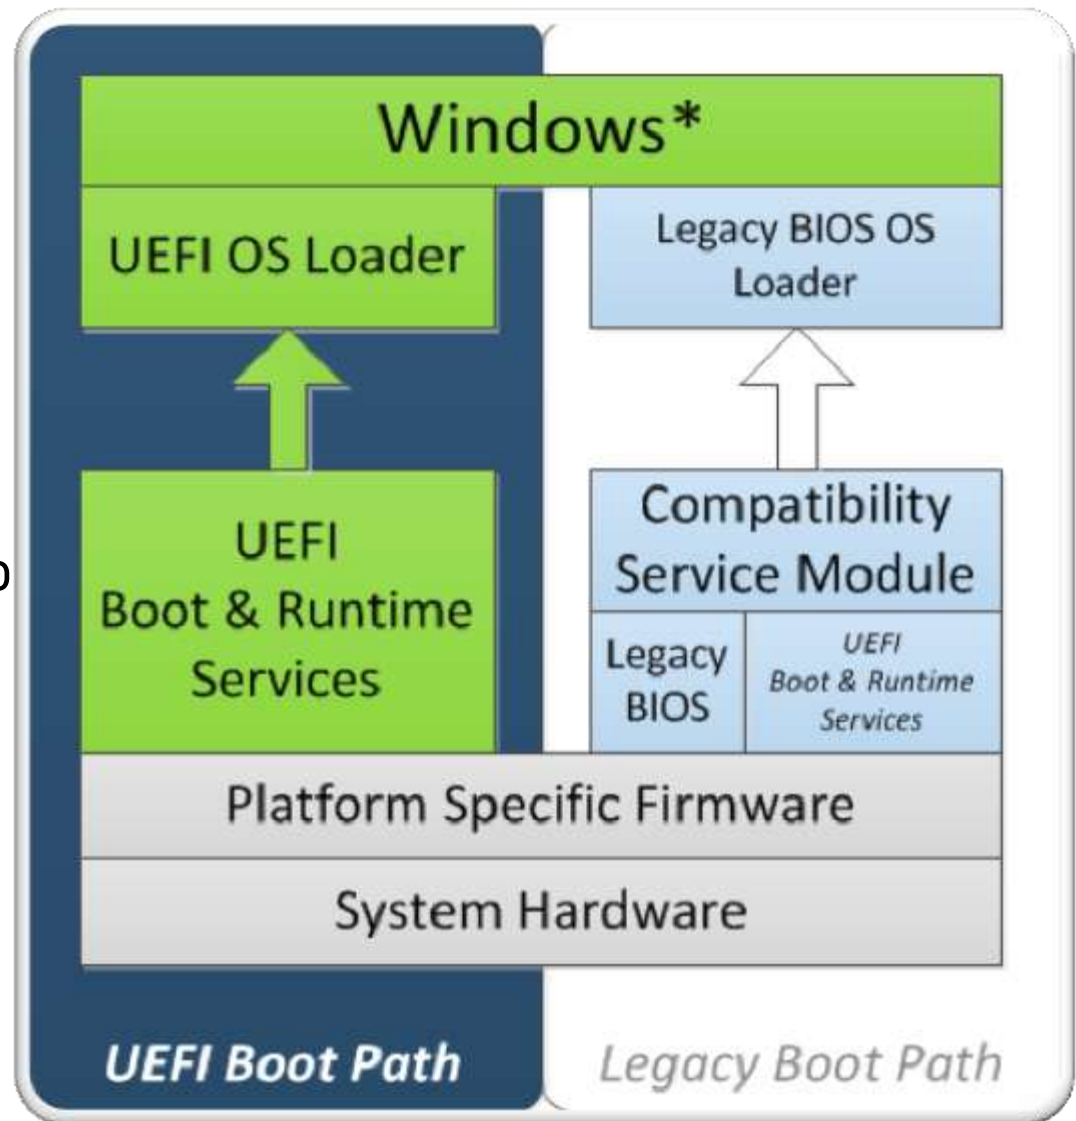 Windows*
UEFI OS Loader
Legacy BIOS OS
Loader
UEFI
Boot & Runtime
Services
Compatibility
Service Module
Legacy
BIOS
UEFI
Boot & Runtime
Services
Platform Specific Firmware
System Hardware
UEFI Boot Path
Legacy Boot Path